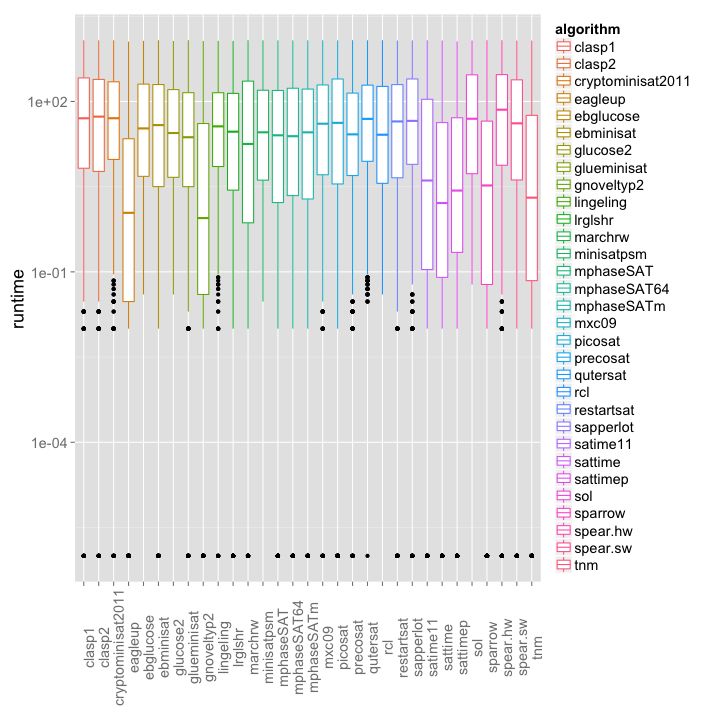 runtime
1e+02
1e-01
1e-04
clasp1
clasp2
cryptominisat2011
eagleup
ebglucose
ebminisat
glucose2
glueminisat
gnoveltyp2
lingeling
lrglshr
marchrw
minisatpsm
mphaseSAT
mphaseSAT64
mphaseSATm
mxc09
picosat
precosat
qutersat
rcl
restartsat
sapperlot
satime11
sattime
sattimep
sol
sparrow
spear.hw
spear.sw
tnm
algorithm
clasp1
clasp2
cryptominisat2011
eagleup
ebglucose
ebminisat
glucose2
glueminisat
gnoveltyp2
lingeling
lrglshr
marchrw
minisatpsm
mphaseSAT
mphaseSAT64
mphaseSATm
mxc09
picosat
precosat
qutersat
rcl
restartsat
sapperlot
satime11
sattime
sattimep
sol
sparrow
spear.hw
spear.sw
tnm